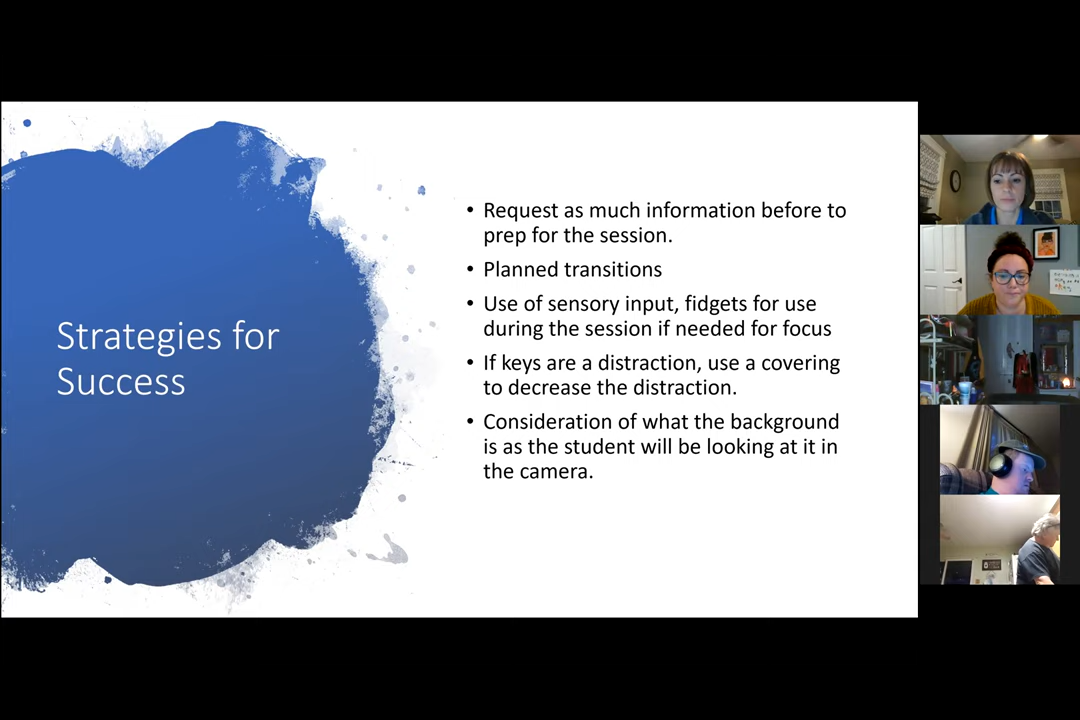 Strategies for
Success
• Request as much information before to
prep for the session.
• Planned transitions
• Use of sensory input, fidgets for use
during the session if needed for focus
• If keys are a distraction, use a covering
to decrease the distraction.
• Consideration of what the background
is as the student will be looking at it in
the camera.